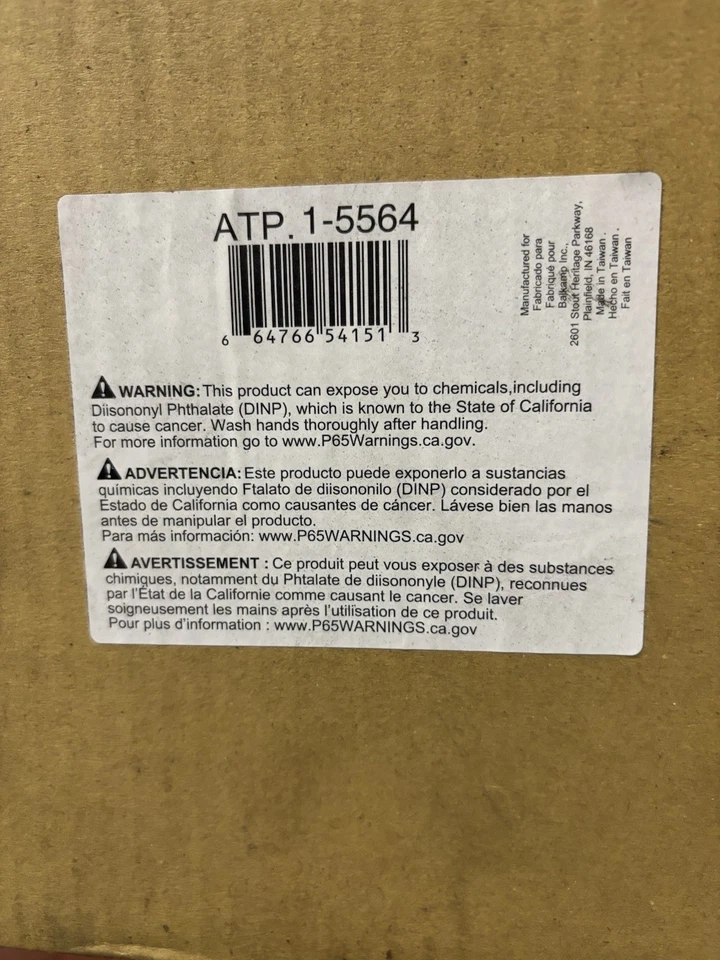 ATP. 1-5564
6 64766 54151 3
Manufactured for
Fabricado para
Fabriqué pour
Balkamp Inc.,
2601 Stout Heritage Parkway,
Plainfield, IN 46168
Made in Taiwan .
Hecho en Taiwan .
Fait en Taiwan
WARNING: This product can expose you to chemicals,including
Diisononyl Phthalate (DINP), which is known to the State of California
to cause cancer. Wash hands thoroughly after handling.
For more information go to www.P65Warnings.ca.gov.
ADVERTENCIA: Este producto puede exponerlo a sustancias
químicas incluyendo Ftalato de diisononilo (DINP) considerado por el
Estado de California como causantes de cáncer. Lávese bien las manos
antes de manipular el producto.
Para más información: www.P65WARNINGS.ca.gov
AVERTISSEMENT : Ce produit peut vous exposer à des substances
chimiques, notamment du Phtalate de diisononyle (DINP), reconnues
par l'État de la Californie comme causant le cancer. Se laver
soigneusement les mains après l'utilisation de ce produit.
Pour plus d'information : www.P65WARNINGS.ca.gov